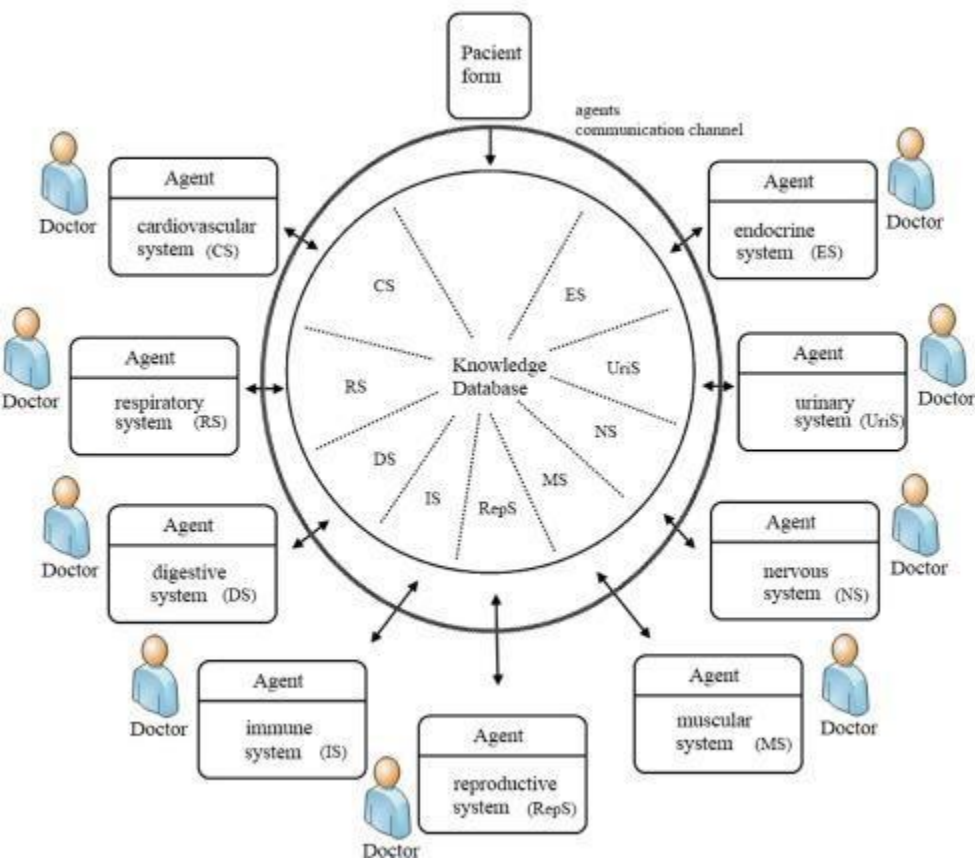 Pacient
form
agents
communication channel
Agent
cardiovascular
system (CS)
Doctor
Agent
endocrine
system (ES)
Doctor
CS
ES
Agent
respiratory
system (RS)
Doctor
RS
Knowledge
Database
UriS
Agent
urinary
system (UriS)
Doctor
DS
IS
RepS
MS
NS
Agent
digestive
system (DS)
Doctor
Agent
nervous
system (NS)
Doctor
Agent
immune
system (IS)
Doctor
Agent
reproductive
system (RepS)
Doctor
Agent
muscular
system (MS)
Doctor